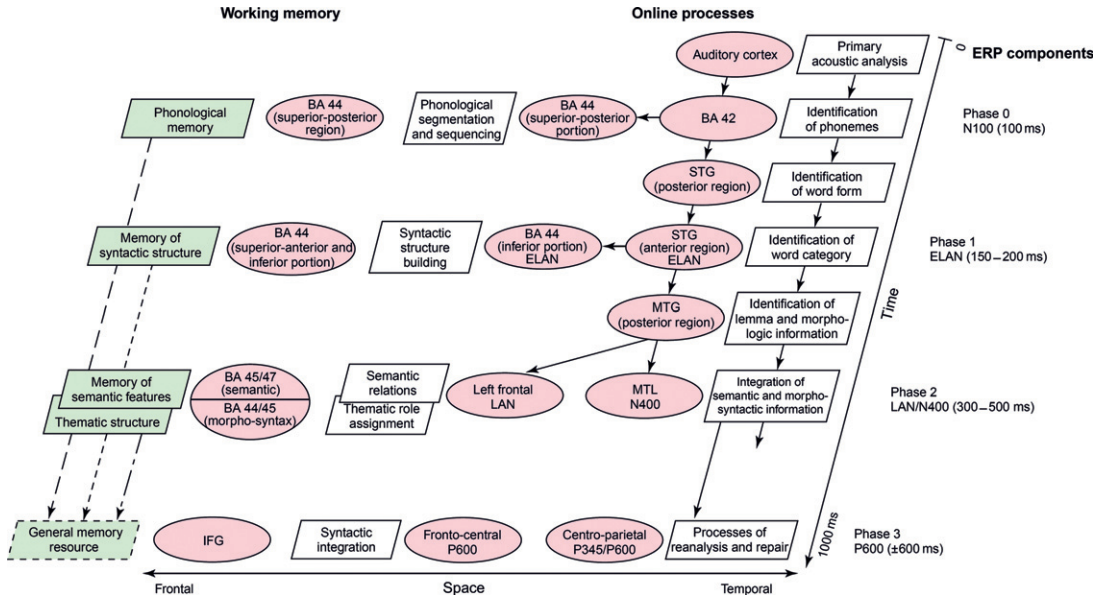 Working memory
Online processes
ERP components
0
Auditory cortex
Primary
acoustic analysis
Phonological
memory
BA 44
(superior-posterior
region)
Phonological
segmentation
and sequencing
BA 44
(superior-posterior
portion)
BA 42
Identification
of phonemes
Phase 0
N100 (100 ms)
STG
(posterior region)
Identification
of word form
Memory of
syntactic structure
BA 44
(superior-anterior and
inferior portion)
Syntactic
structure
building
BA 44
(inferior portion)
ELAN
STG
(anterior region)
ELAN
Identification of
word category
Phase 1
ELAN (150–200 ms)
Time
MTG
(posterior region)
Identification of
lemma and morpho-
logic information
Memory of
semantic features
Thematic structure
BA 45/47
(semantic)
BA 44/45
(morpho-syntax)
Semantic
relations
Thematic role
assignment
Left frontal
LAN
MTL
N400
Integration of
semantic and morpho-
syntactic information
Phase 2
LAN/N400 (300–500 ms)
General memory
resource
IFG
Syntactic
integration
Fronto-central
P600
Centro-parietal
P345/P600
Processes of
reanalysis and repair
1000 ms
Phase 3
P600 (±600 ms)
Frontal
Space
Temporal